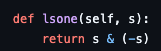 def lsone(self, s):
    return s & (-s)